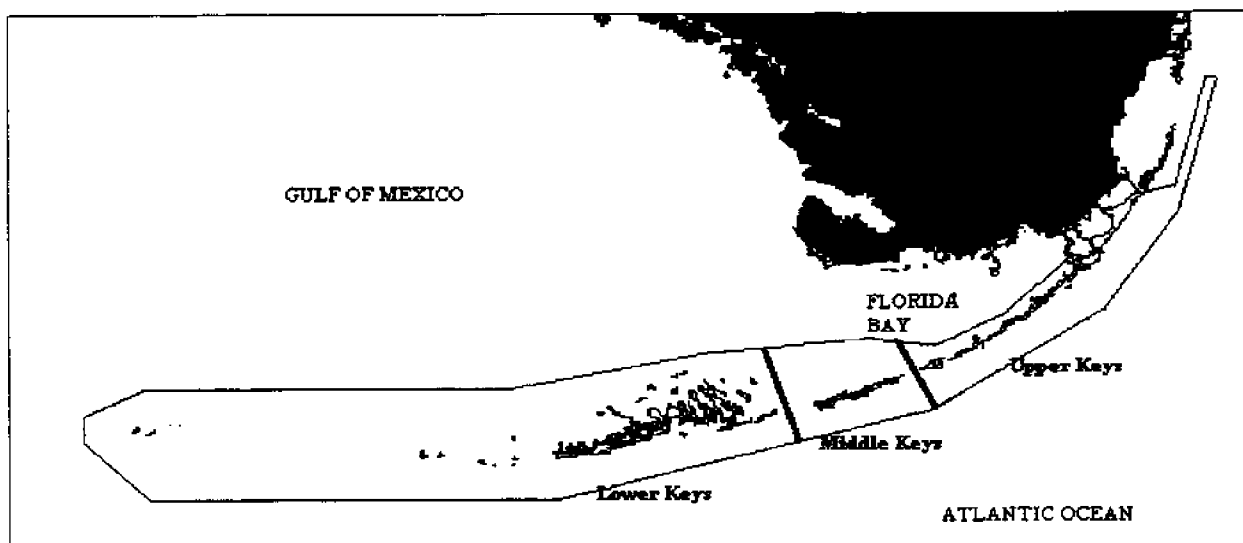 GULF OF MEXICO
FLORIDA
BAY
Upper Keys
Middle Keys
Lower Keys
ATLANTIC OCEAN